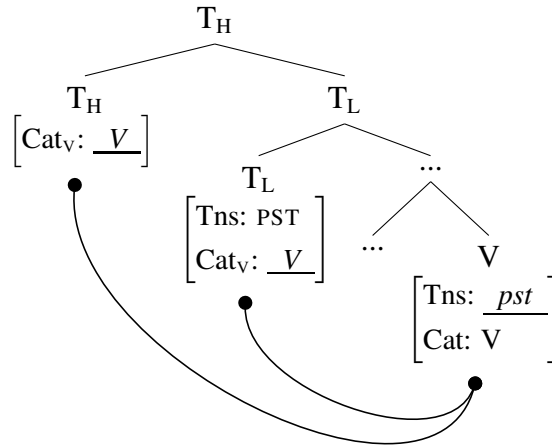 T_H
T_H T_L
[Cat_V: V]
T_L ...
[Tns: PST
Cat_V: V]
... V
[Tns: pst
Cat: V]